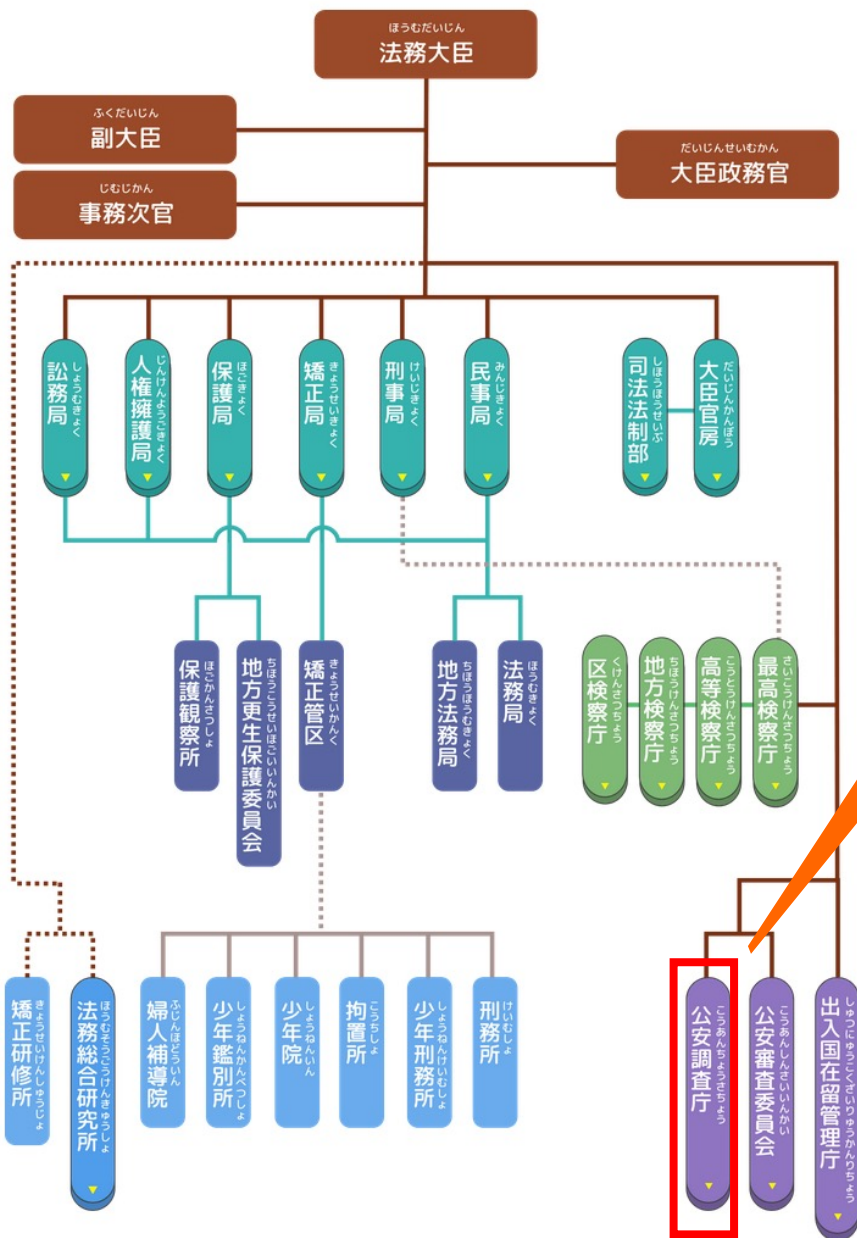 ほうむだいじん
法務大臣
ふくだいじん
副大臣
だいじんせいむかん
大臣政務官
じむじかん
事務次官
しょうむきょく
訟務局
じんけんようごきょく
人権擁護局
ほごきょく
保護局
きょうせいきょく
矯正局
けいじきょく
刑事局
みんじきょく
民事局
しほうほうせいぶ
司法法制部
だいじんかんぼう
大臣官房
ほごかんさつしょ
保護観察所
ちほうこうせいほごいいんかい
地方更生保護委員会
きょうせいかんく
矯正管区
ちほうほうむきょく
地方法務局
ほうむきょく
法務局
くけんさつちょう
区検察庁
ちほうけんさつちょう
地方検察庁
こうとうけんさつちょう
高等検察庁
さいこうけんさつちょう
最高検察庁
きょうせいけんしゅうじょ
矯正研修所
ほうむそうごうけんきゅうしょ
法務総合研究所
ふじんほどういん
婦人補導院
しょうねんかんべつしょ
少年鑑別所
しょうねんいん
少年院
こうちしょ
拘置所
しょうねんけいむしょ
少年刑務所
けいむしょ
刑務所
こうあんちょうさちょう
公安調査庁
こうあんしんさいいんかい
公安審査委員会
しゅつにゅうこくざいりゅうかんりちょう
出入国在留管理庁